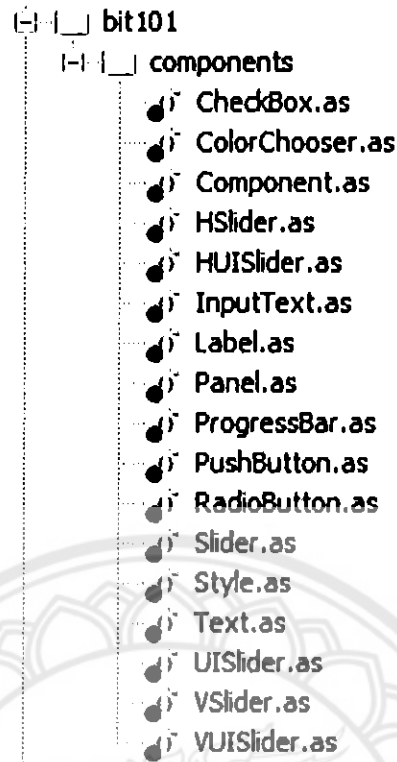 bit101
components
CheckBox.as
ColorChooser.as
Component.as
HSlider.as
HUISlider.as
InputText.as
Label.as
Panel.as
ProgressBar.as
PushButton.as
RadioButton.as
Slider.as
Style.as
Text.as
UISlider.as
VSlider.as
VUISlider.as